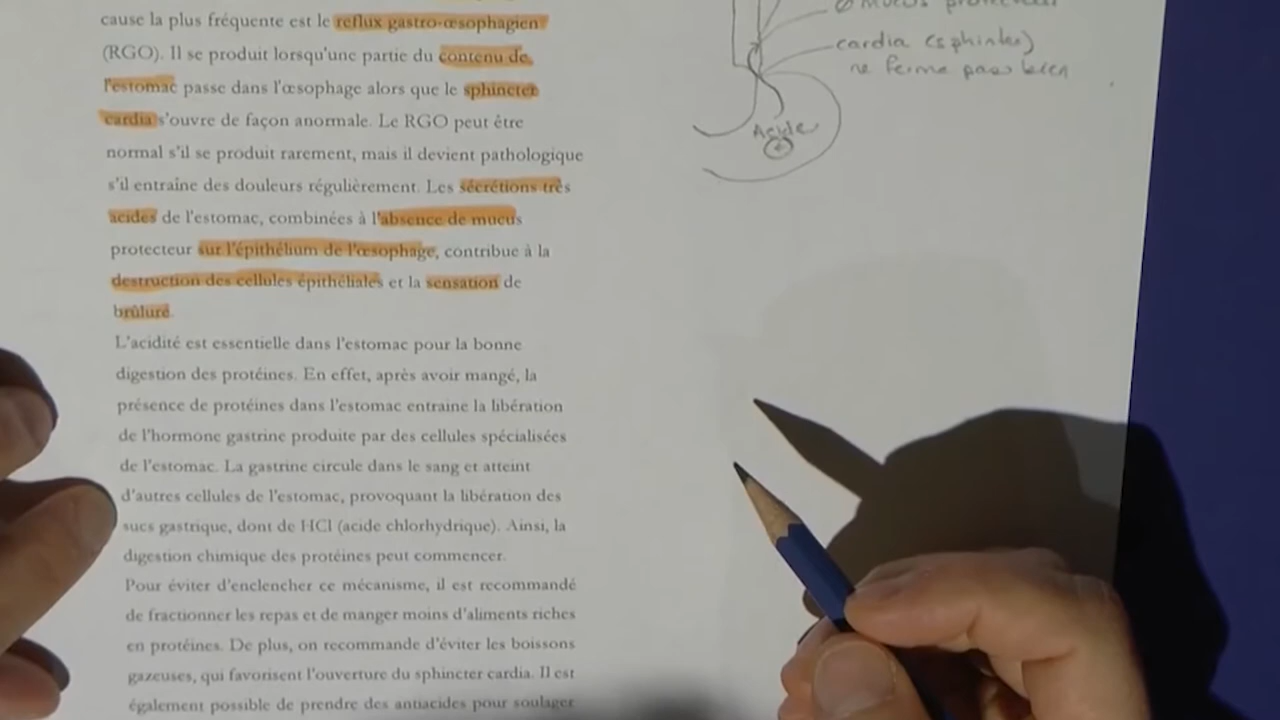 cause la plus fréquente est le reflux gastro-œsophagien
(RGO). Il se produit lorsqu'une partie du contenu de
l'estomac passe dans l'œsophage alors que le sphincter
cardia s'ouvre de façon anormale. Le RGO peut être
normal s'il se produit rarement, mais il devient pathologique
s'il entraîne des douleurs régulièrement. Les sécrétions très
acides de l'estomac, combinées à l'absence de mucus
protecteur sur l'épithélium de l'œsophage, contribue à la
destruction des cellules épithéliales et la sensation de
brûlure.
L'acidité est essentielle dans l'estomac pour la bonne
digestion des protéines. En effet, après avoir mangé, la
présence de protéines dans l'estomac entraine la libération
de l'hormone gastrine produite par des cellules spécialisées
de l'estomac. La gastrine circule dans le sang et atteint
d'autres cellules de l'estomac, provoquant la libération des
sucs gastrique, dont de HCl (acide chlorhydrique). Ainsi, la
digestion chimique des protéines peut commencer.
Pour éviter d'enclencher ce mécanisme, il est recommandé
de fractionner les repas et de manger moins d'aliments riches
en protéines. De plus, on recommande d'éviter les boissons
gazeuses, qui favorisent l'ouverture du sphincter cardia. Il est
également possible de prendre des antiacides pour soulager
cardia (sphincter)
ne ferme pas bien
Acide